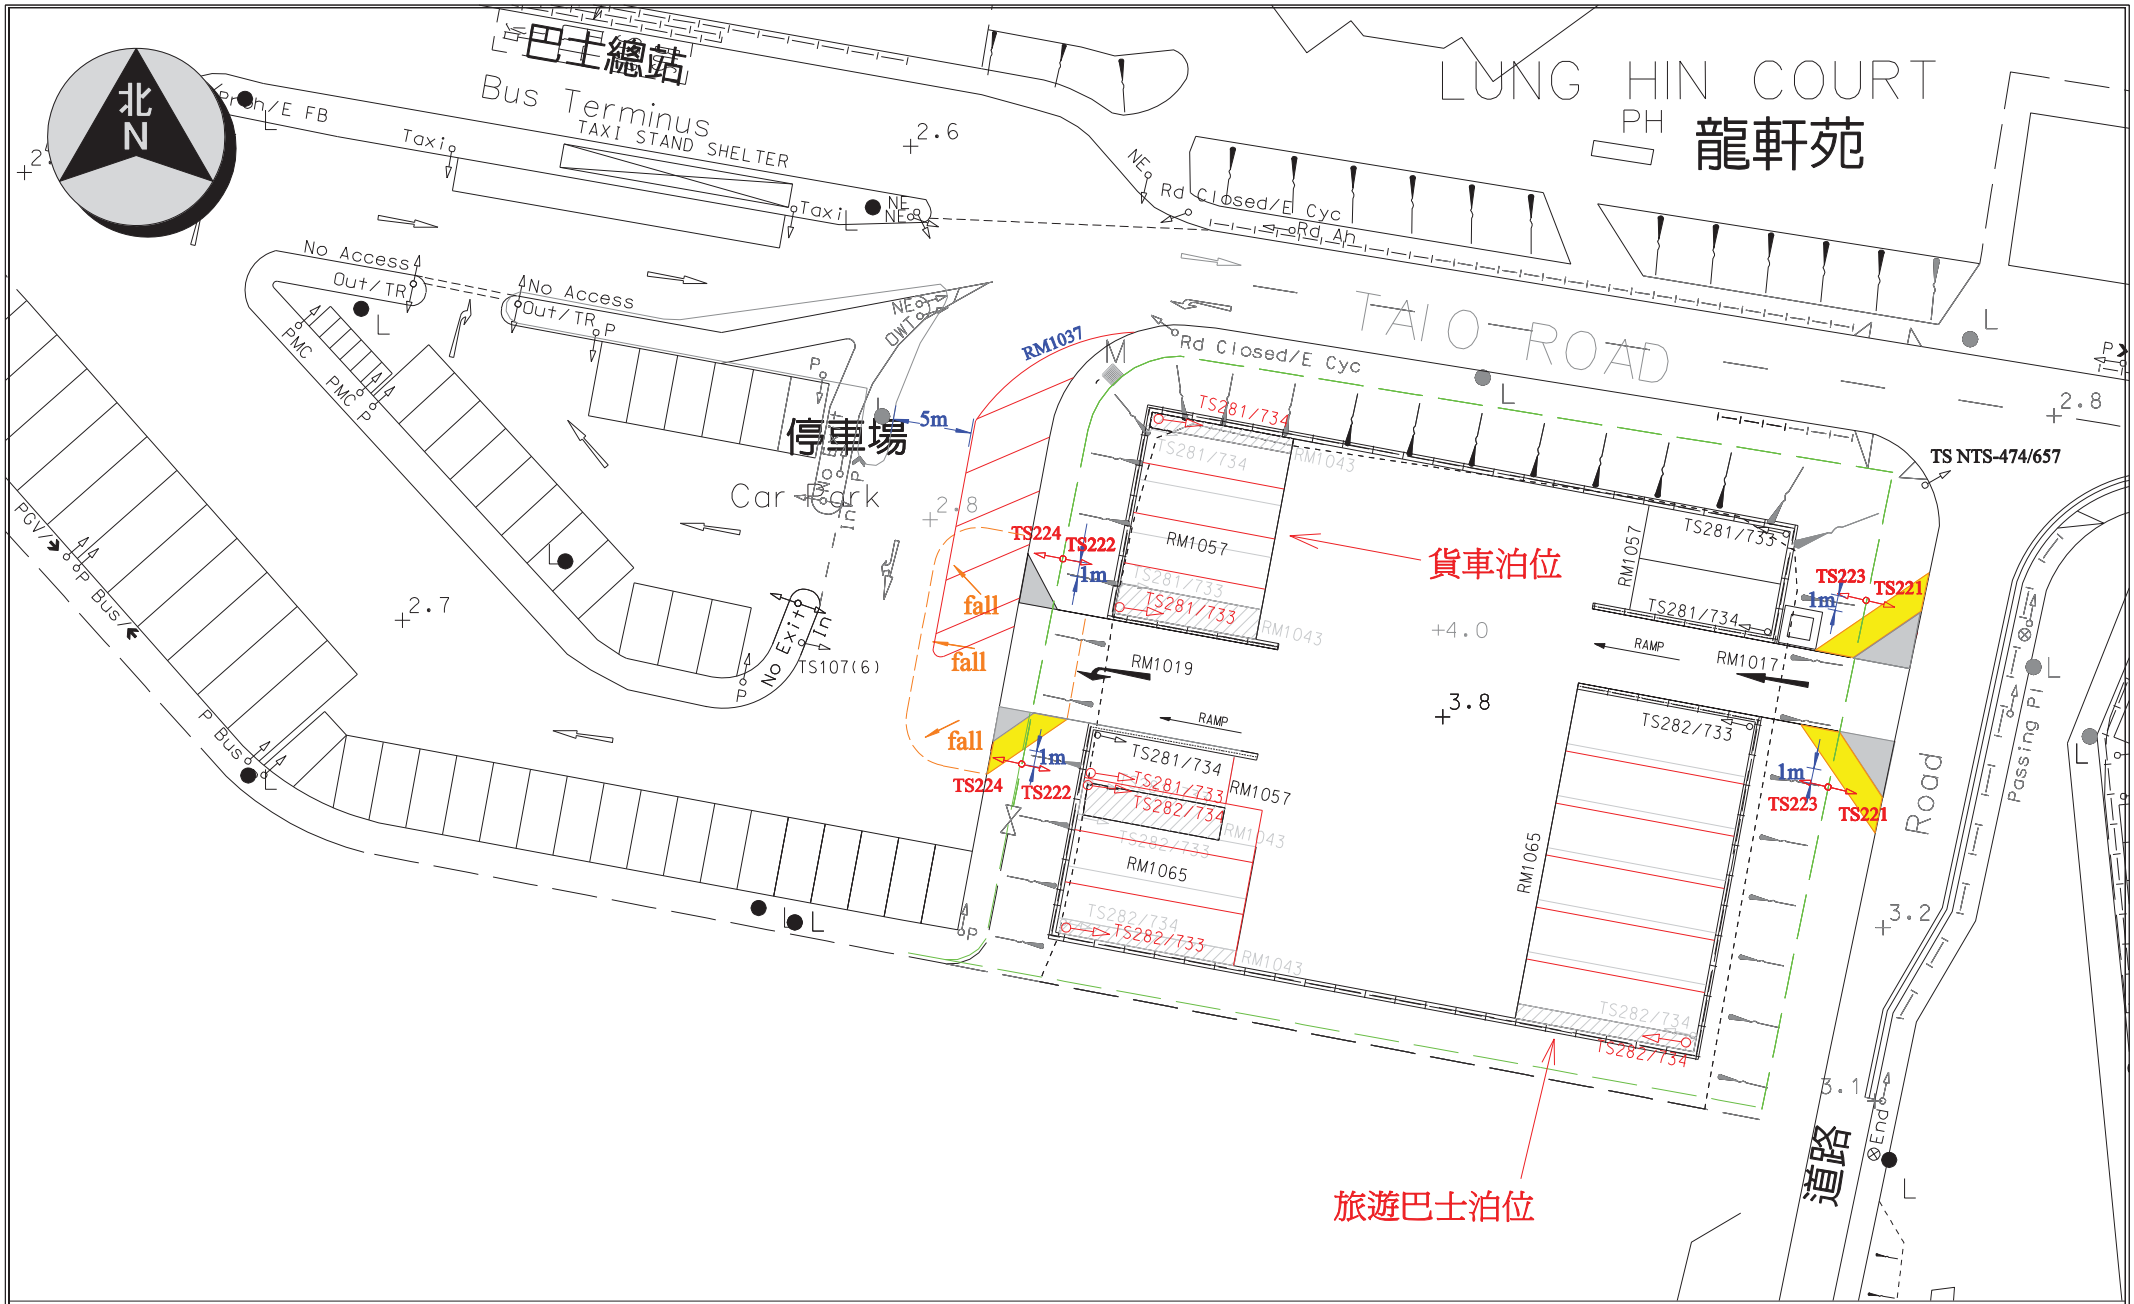 北
N
巴士總站
Bus Terminus
TAXI STAND SHELTER
Taxi
Taxi
NE
NE
2.6
LUNG HIN COURT
PH
龍軒苑
NE
Rd Closed/E Cyc
Rd Ah
L
L
No Access
Out/TR
No Access
Out/TR
P
L
PMC
PMC
P
P
NE
OWT
RM1037
M
Rd Closed/E Cyc
TAI O ROAD
L
L
P
2.8
5m
停車場
Car Park
2.8
TS281/734
TS281/734
RM1043
RM1057
TS281/733
TS281/733
RM1043
TS224
TS222
1m
貨車泊位
RM1057
TS281/733
TS281/734
TS NTS-474/657
TS223
TS221
1m
PGV/
P Bus/
P Bus
L
2.7
L
No Exit
In
TS107(6)
P
fall
fall
fall
+4.0
3.8
RM1019
RAMP
RAMP
RM1017
TS224
TS222
1m
TS281/734
TS281/733
TS282/734
RM1057
RM1043
TS282/733
RM1065
TS282/734
TS282/733
RM1043
TS282/733
RM1065
TS282/734
TS282/734
1m
TS223
TS221
Road
Passing Pl
L
L
3.2
3.1
End
L
L
L
L
P
旅遊巴士泊位
道路